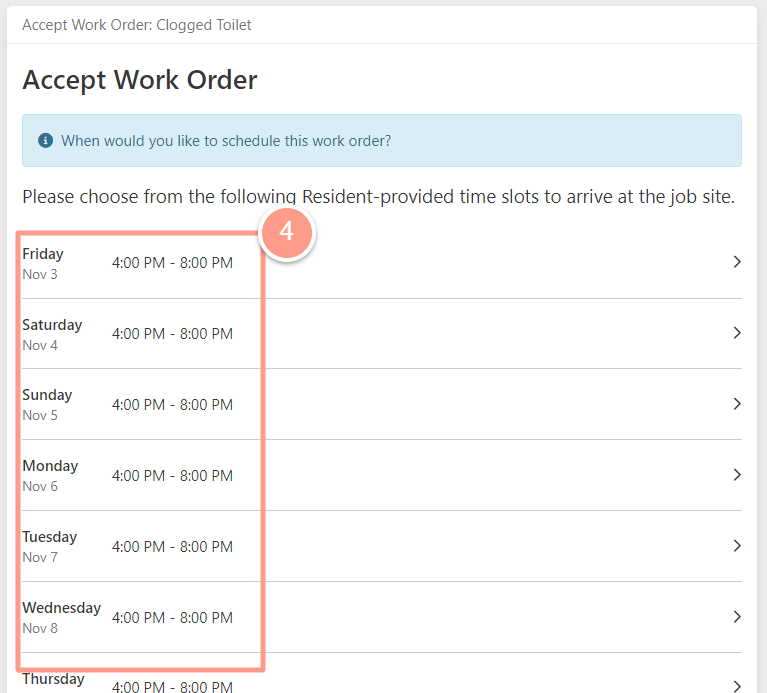 Accept Work Order: Clogged Toilet
Accept Work Order
When would you like to schedule this work order?
Please choose from the following Resident-provided time slots to arrive at the job site.
4
Friday
Nov 3
4:00 PM - 8:00 PM
Saturday
Nov 4
4:00 PM - 8:00 PM
Sunday
Nov 5
4:00 PM - 8:00 PM
Monday
Nov 6
4:00 PM - 8:00 PM
Tuesday
Nov 7
4:00 PM - 8:00 PM
Wednesday
Nov 8
4:00 PM - 8:00 PM
Thursday
4:00 PM - 8:00 PM